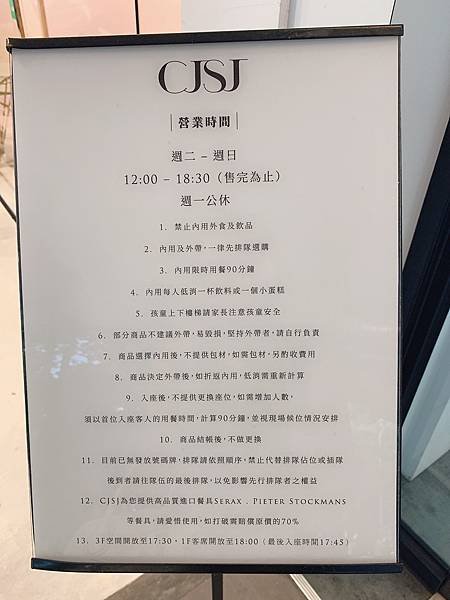 CJSJ
營業時間
週二 – 週日
12:00 – 18:30（售完為止）
週一公休
1. 禁止內用外食及飲品
2. 內用及外帶，一律先排隊選購
3. 內用限時用餐90分鐘
4. 內用每人低消一杯飲料或一個小蛋糕
5. 孩童上下樓梯請家長注意孩童安全
6. 部分商品不建議外帶，易毀損，堅持外帶者，請自行負責
7. 商品選擇內用後，不提供包材，如需包材，另酌收費用
8. 商品決定外帶後，如折返內用，低消需重新計算
9. 入座後，不提供更換座位，如需增加人數，
須以首位入座客人的用餐時間，計算90分鐘，並視現場候位情況安排
10. 商品結帳後，不做更換
11. 目前已無發放號碼牌，排隊請依照順序，禁止代替排隊佔位或插隊
後到者請往隊伍的最後排隊，以免影響先行排隊者之權益
12. CJSJ為您提供高品質進口餐具SERAX . PIETER STOCKMANS
等餐具，請愛惜使用，如打破需賠償原價的70%
13. 3F空間開放至17:30，1F客席開放至18:00（最後入座時間17:45）